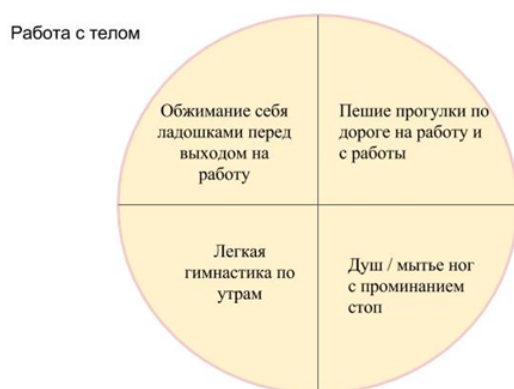 Работа с телом
Обжимание себя
ладошками перед
выходом на
работу
Пешие прогулки по
дороге на работу и
с работы
Легкая
гимнастика по
утрам
Душ / мытье ног
с проминанием
стоп